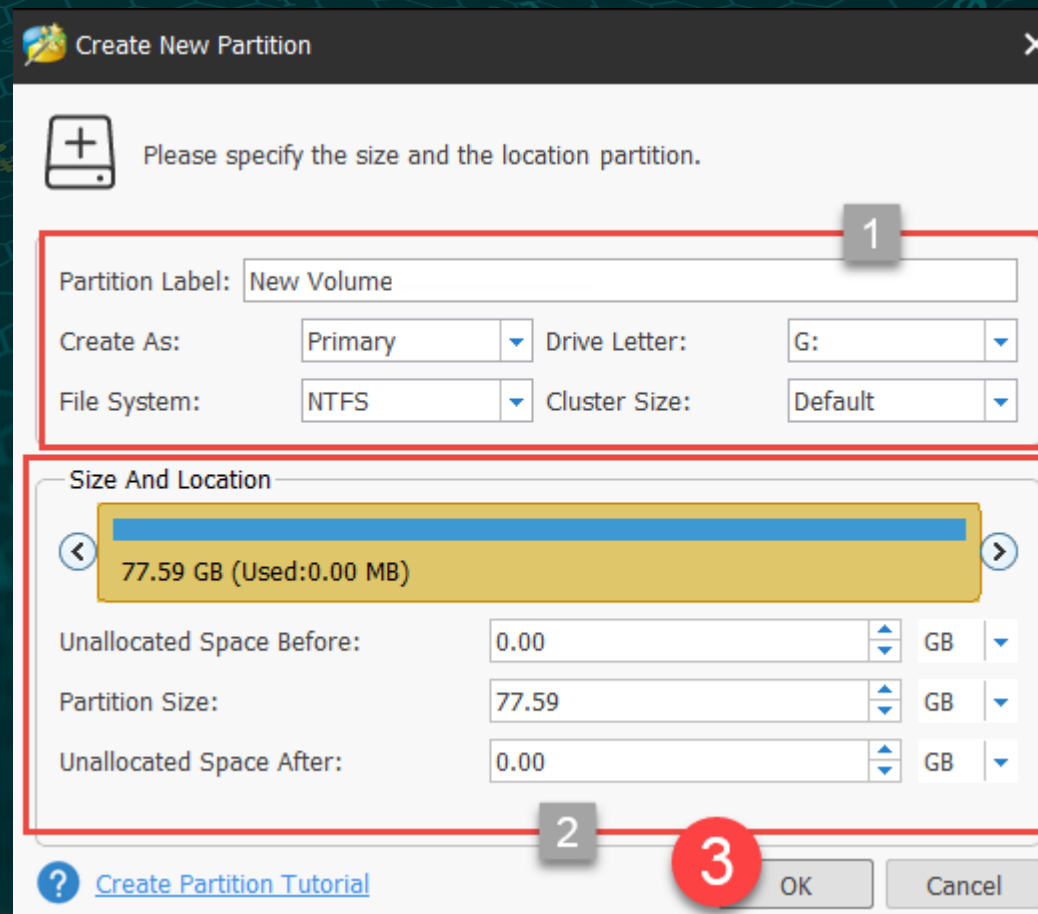 Create New Partition
Please specify the size and the location partition.
1
Partition Label: New Volume
Create As: Primary Drive Letter: G:
File System: NTFS Cluster Size: Default
Size And Location
77.59 GB (Used:0.00 MB)
Unallocated Space Before: 0.00 GB
Partition Size: 77.59 GB
Unallocated Space After: 0.00 GB
2
3
? Create Partition Tutorial OK Cancel